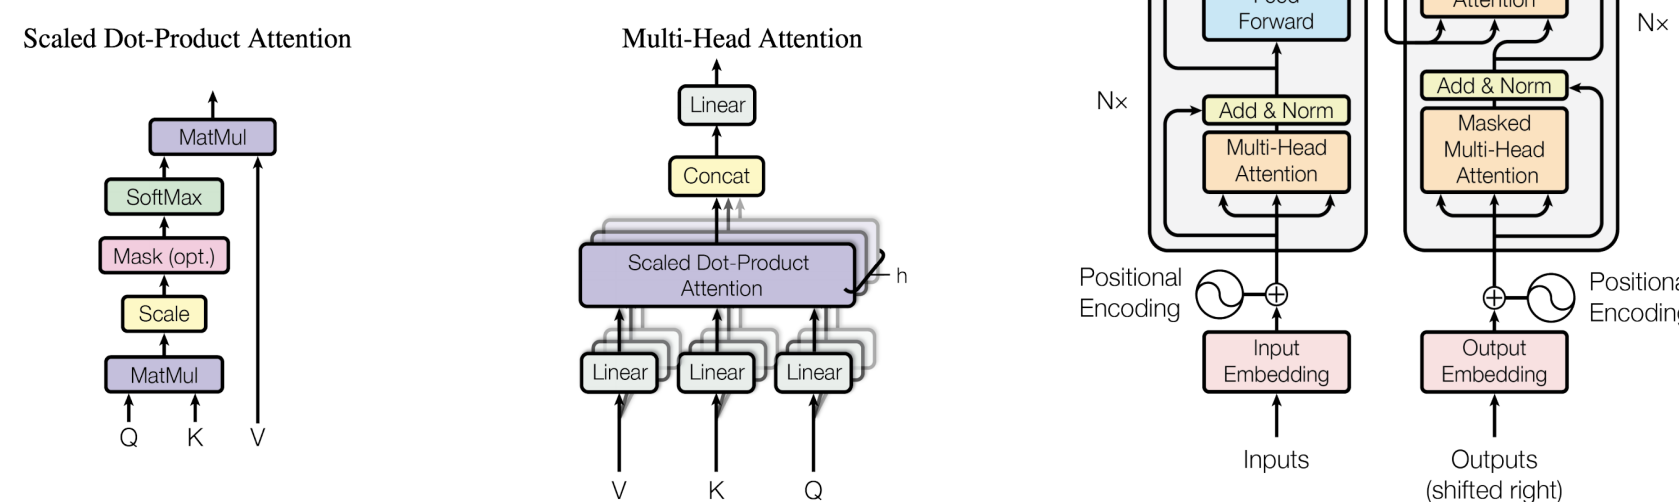 Scaled Dot-Product Attention
MatMul
SoftMax
Mask (opt.)
Scale
MatMul
Q K V
Multi-Head Attention
Linear
Concat
Scaled Dot-Product
Attention
h
Linear Linear Linear
V K Q
Forward
Nx
Add & Norm
Multi-Head
Attention
Positional
Encoding
Input
Embedding
Inputs
Attention
Nx
Add & Norm
Masked
Multi-Head
Attention
Output
Embedding
Outputs
(shifted right)